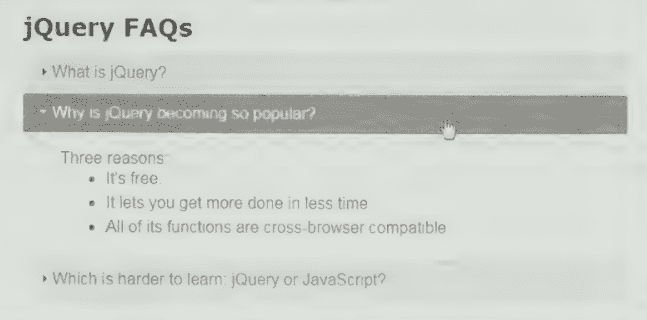 jQuery FAQs
What is jQuery?
Why is jQuery becoming so popular?
Three reasons:
It's free.
It lets you get more done in less time
All of its functions are cross-browser compatible
Which is harder to learn: jQuery or JavaScript?